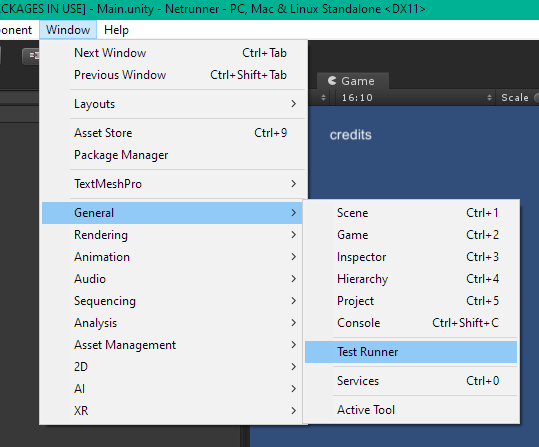 CKAGES IN USE] - Main.unity - Netrunner - PC, Mac & Linux Standalone <DX11>
onent Window Help
Next Window Ctrl+Tab
Previous Window Ctrl+Shift+Tab
Layouts
Asset Store Ctrl+9
Package Manager
TextMeshPro
General
Rendering
Animation
Audio
Sequencing
Analysis
Asset Management
2D
AI
XR
Game
16:10 Scale
credits
Scene Ctrl+1
Game Ctrl+2
Inspector Ctrl+3
Hierarchy Ctrl+4
Project Ctrl+5
Console Ctrl+Shift+C
Test Runner
Services Ctrl+0
Active Tool